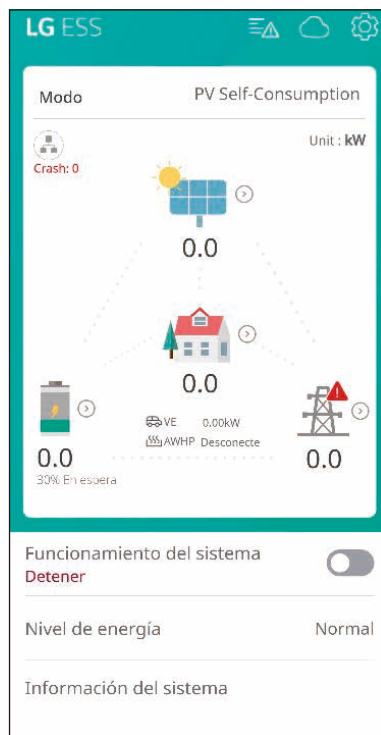 LG ESS
Modo PV Self-Consumption
Unit : kW
Crash: 0
0.0
0.0
VE 0.00kW
AWHP Desconecte
0.0 0.0
30% En espera
Funcionamiento del sistema
Detener
Nivel de energía Normal
Información del sistema